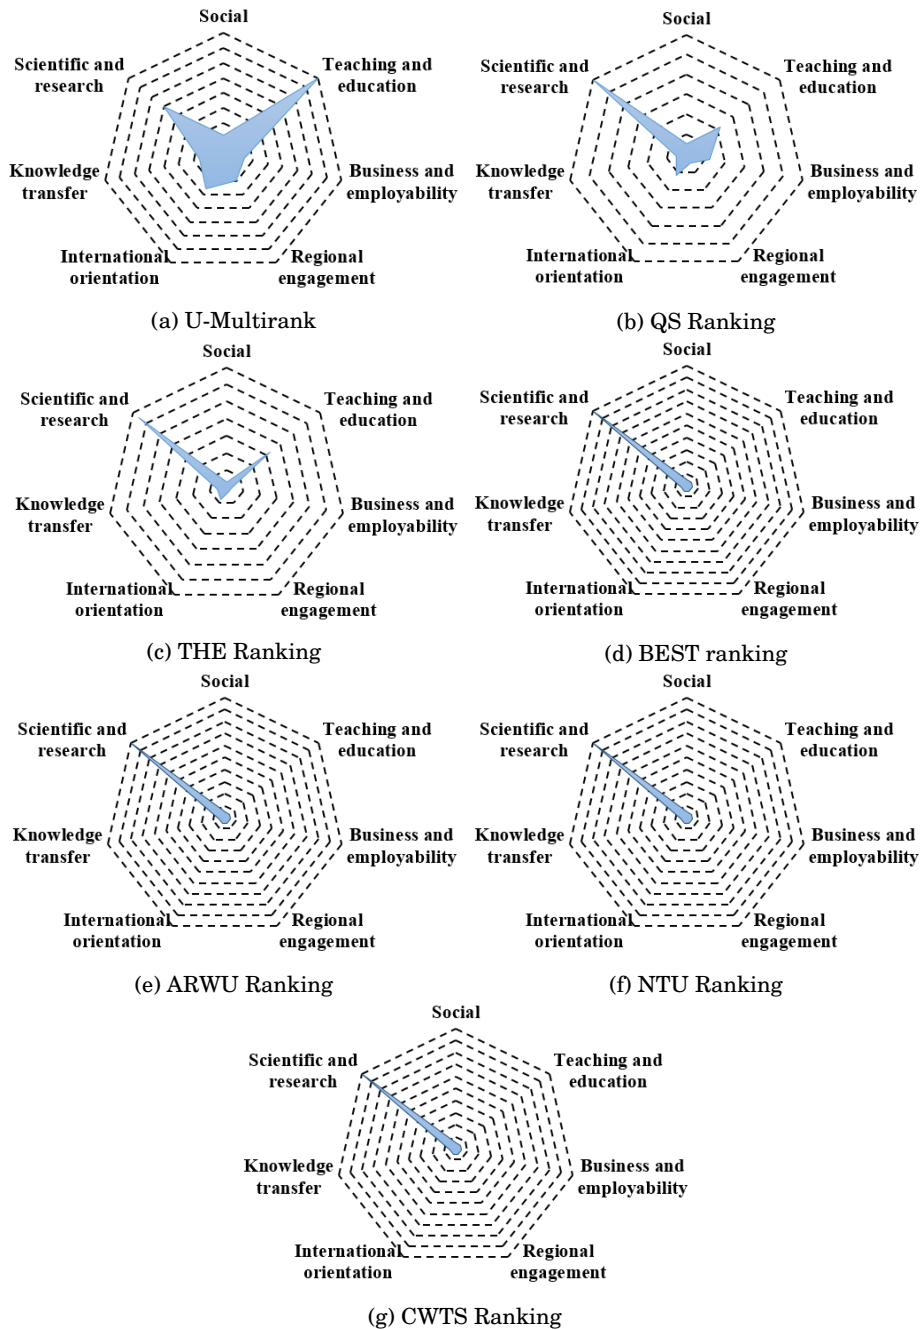 Social
Scientific and
research
Teaching and
education
Knowledge
transfer
Business and
employability
International
orientation
Regional
engagement
(a) U-Multirank
Social
Scientific and
research
Teaching and
education
Knowledge
transfer
Business and
employability
International
orientation
Regional
engagement
(b) QS Ranking
Social
Scientific and
research
Teaching and
education
Knowledge
transfer
Business and
employability
International
orientation
Regional
engagement
(c) THE Ranking
Social
Scientific and
research
Teaching and
education
Knowledge
transfer
Business and
employability
International
orientation
Regional
engagement
(d) BEST ranking
Social
Scientific and
research
Teaching and
education
Knowledge
transfer
Business and
employability
International
orientation
Regional
engagement
(e) ARWU Ranking
Social
Scientific and
research
Teaching and
education
Knowledge
transfer
Business and
employability
International
orientation
Regional
engagement
(f) NTU Ranking
Social
Scientific and
research
Teaching and
education
Knowledge
transfer
Business and
employability
International
orientation
Regional
engagement
(g) CWTS Ranking